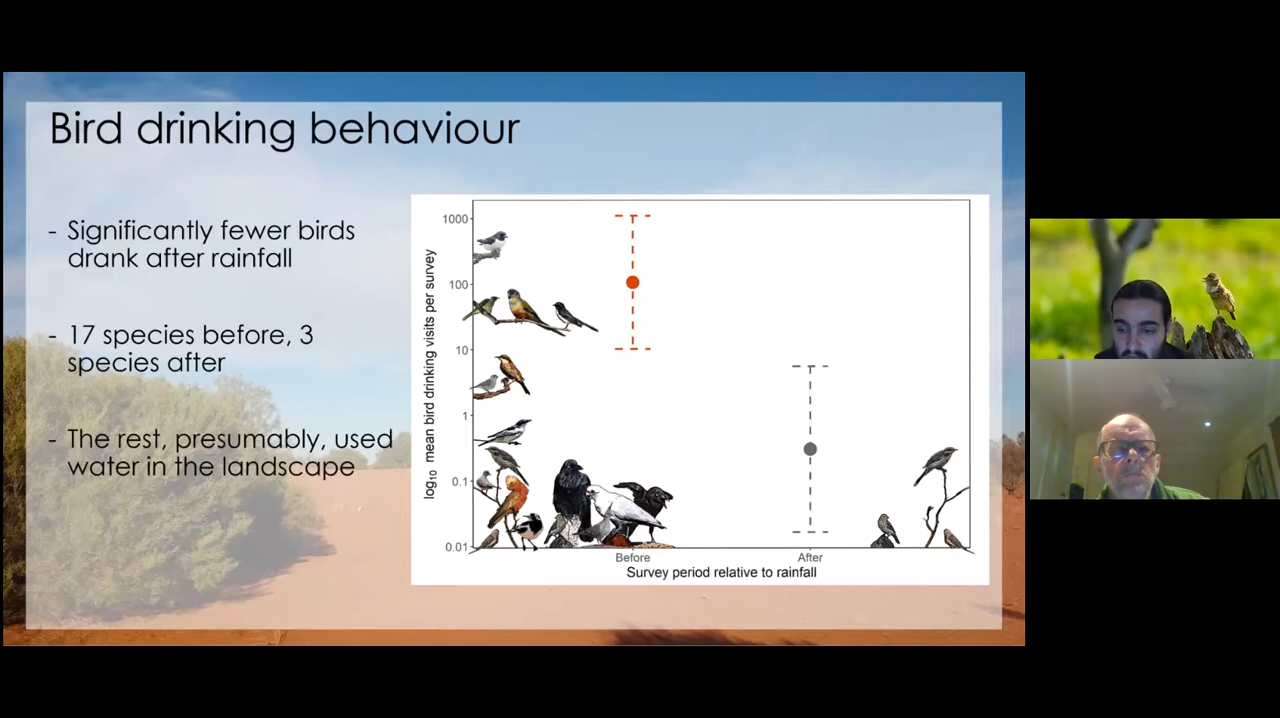 Bird drinking behaviour
- Significantly fewer birds
drank after rainfall
- 17 species before, 3
species after
- The rest, presumably, used
water in the landscape
log₁₀ mean bird drinking visits per survey
1000
100
10
1
0.1
0.01
Before
After
Survey period relative to rainfall